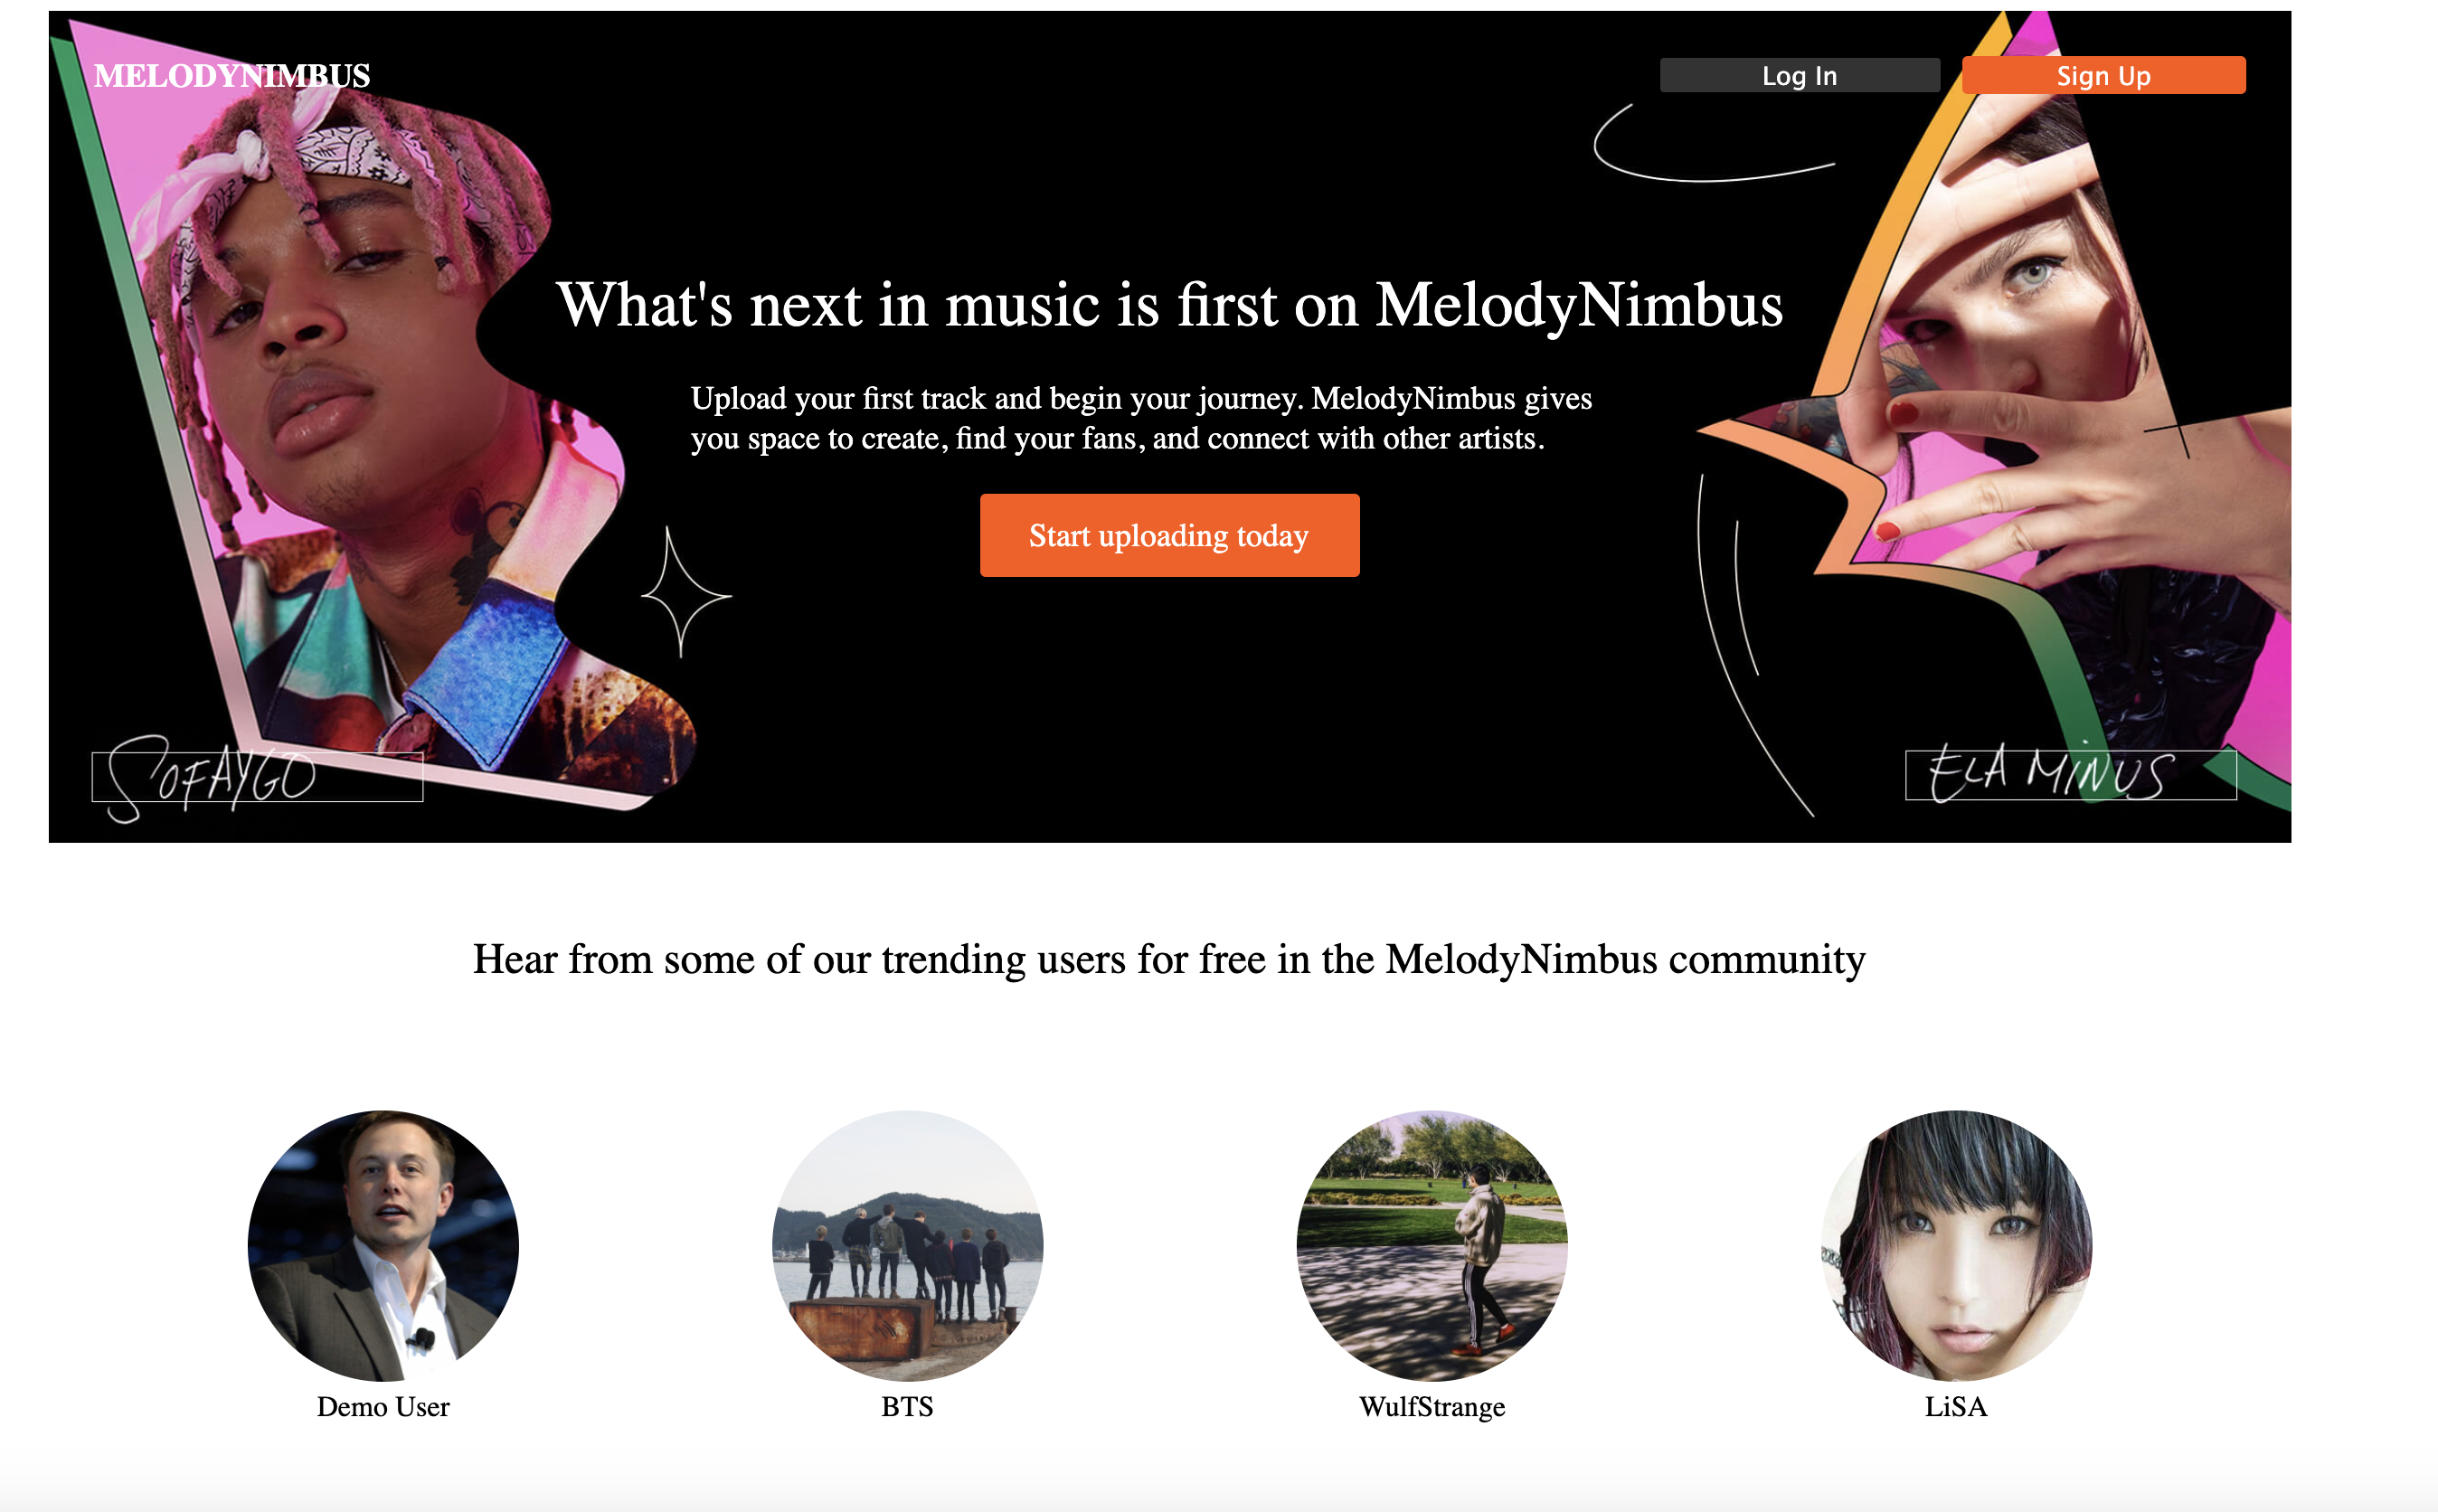 MELODYNIMBUS
Log In
Sign Up
What's next in music is first on MelodyNimbus
Upload your first track and begin your journey. MelodyNimbus gives
you space to create, find your fans, and connect with other artists.
Start uploading today
SOFAYGO
ELA MINUS
Hear from some of our trending users for free in the MelodyNimbus community
Demo User
BTS
WulfStrange
LiSA